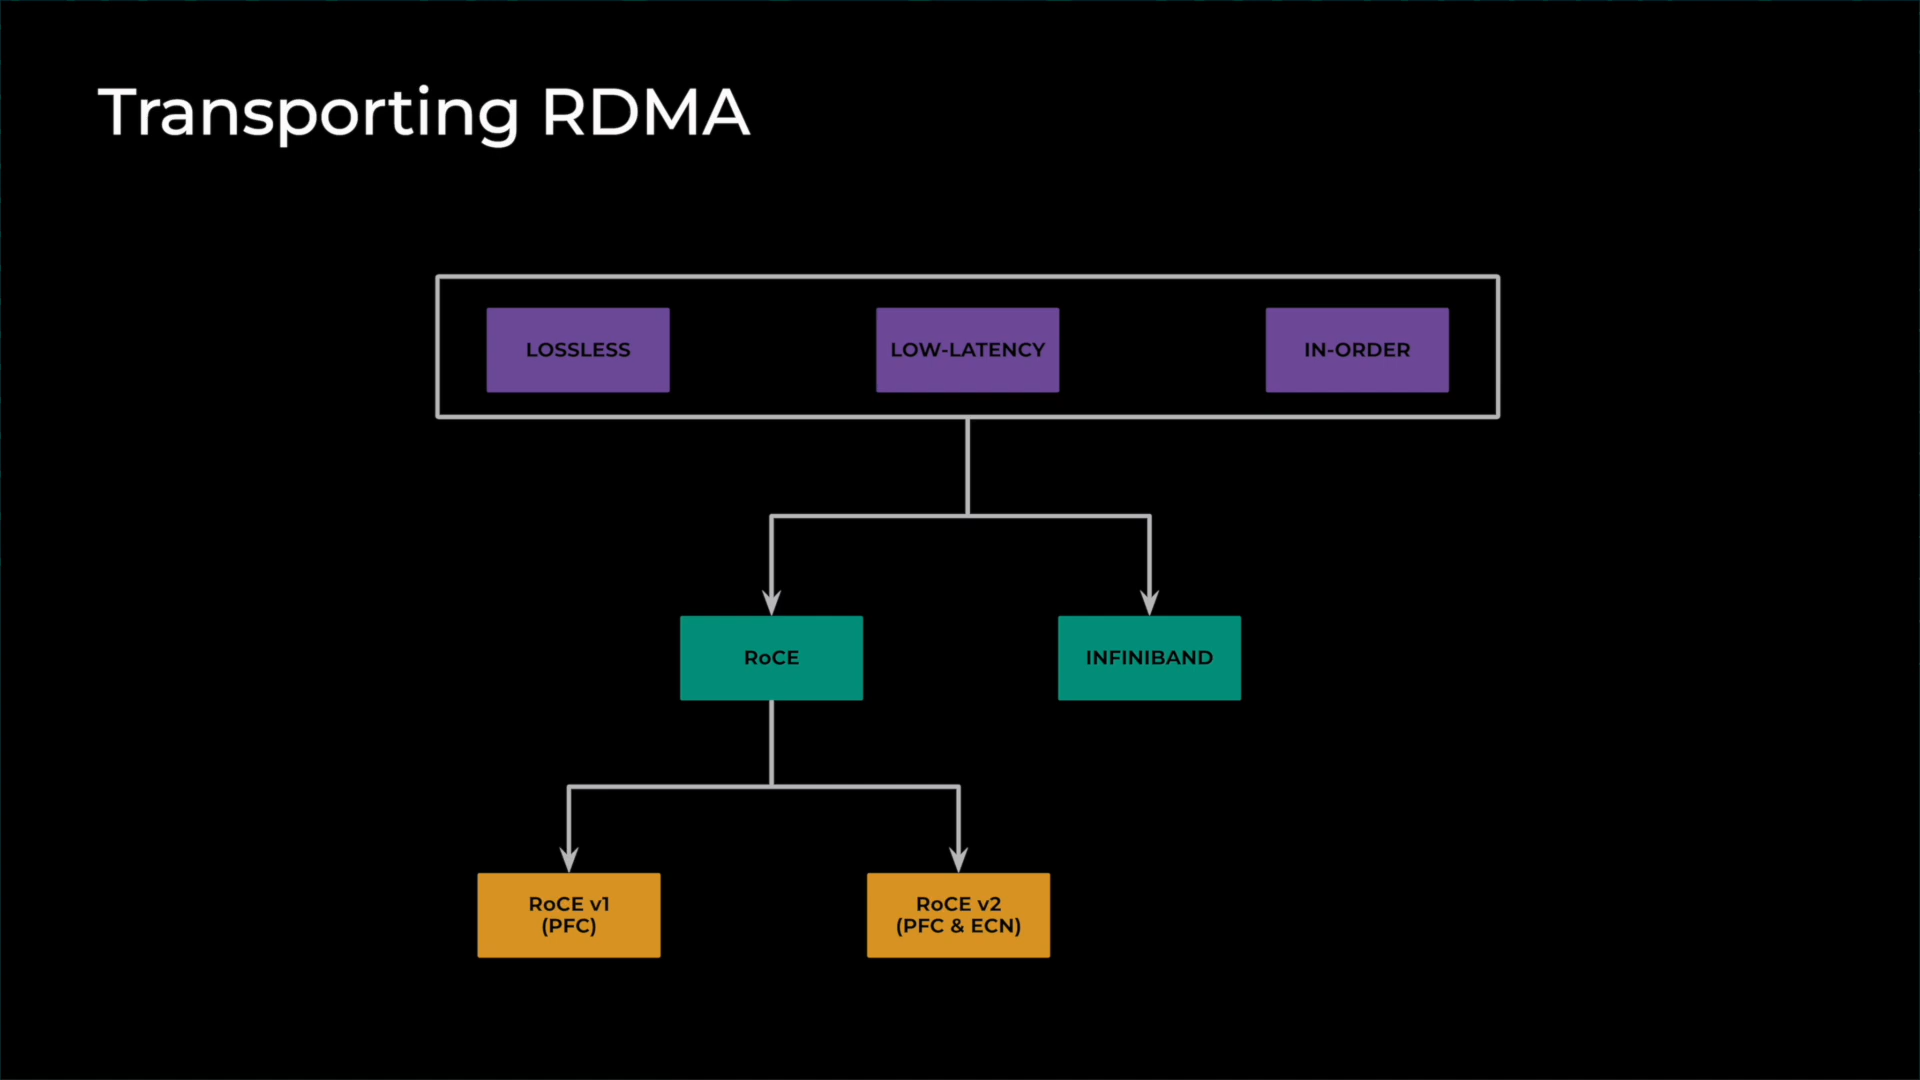 Transporting RDMA
LOSSLESS
LOW-LATENCY
IN-ORDER
RoCE
INFINIBAND
RoCE v1
(PFC)
RoCE v2
(PFC & ECN)